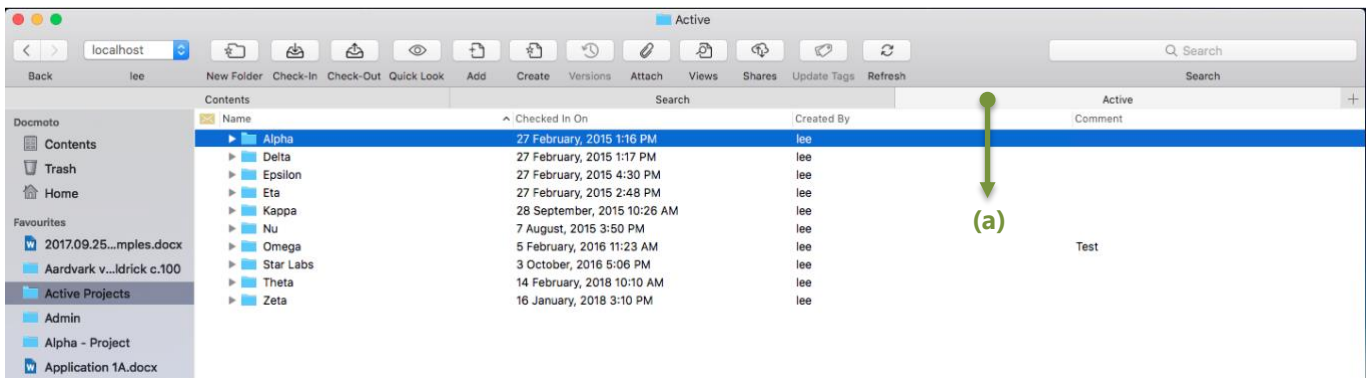 Active
localhost
Search
Back lee New Folder Check-In Check-Out Quick Look Add Create Versions Attach Views Shares Update Tags Refresh Search
Contents Search Active +
Docmoto
Contents
Trash
Home
Favourites
2017.09.25...mples.docx
Aardvark v...ldrick c.100
Active Projects
Admin
Alpha - Project
Application 1A.docx
Name Checked In On Created By Comment
Alpha 27 February, 2015 1:16 PM lee
Delta 27 February, 2015 1:17 PM lee
Epsilon 27 February, 2015 4:30 PM lee
Eta 27 February, 2015 2:48 PM lee
Kappa 28 September, 2015 10:26 AM lee
Nu 7 August, 2015 3:50 PM lee
Omega 5 February, 2016 11:23 AM lee Test
Star Labs 3 October, 2016 5:06 PM lee
Theta 14 February, 2018 10:10 AM lee
Zeta 16 January, 2018 3:10 PM lee
(a)